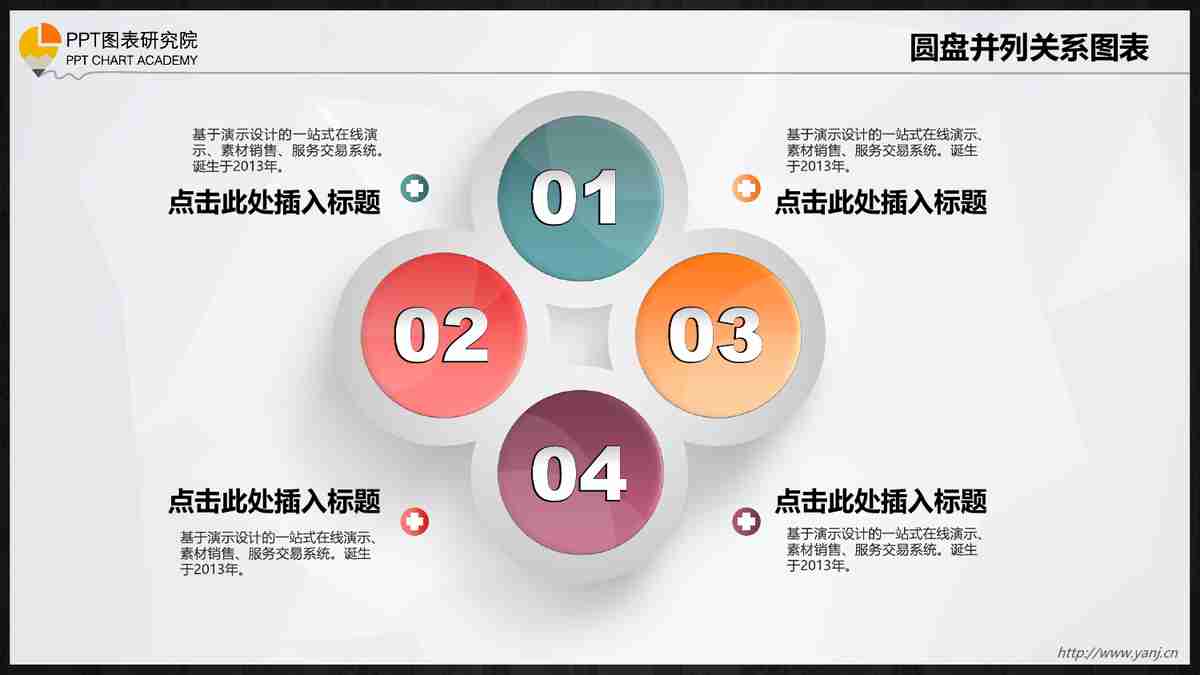 PPT图表研究院
PPT CHART ACADEMY
圆盘并列关系图表
基于演示设计的一站式在线演
示、素材销售、服务交易系统。
诞生于2013年。
点击此处插入标题
基于演示设计的一站式在线演示、
素材销售、服务交易系统。诞生
于2013年。
点击此处插入标题
01
02
03
04
点击此处插入标题
基于演示设计的一站式在线演示、
素材销售、服务交易系统。诞生
于2013年。
点击此处插入标题
基于演示设计的一站式在线演示、
素材销售、服务交易系统。诞生
于2013年。
http://www.yanj.cn